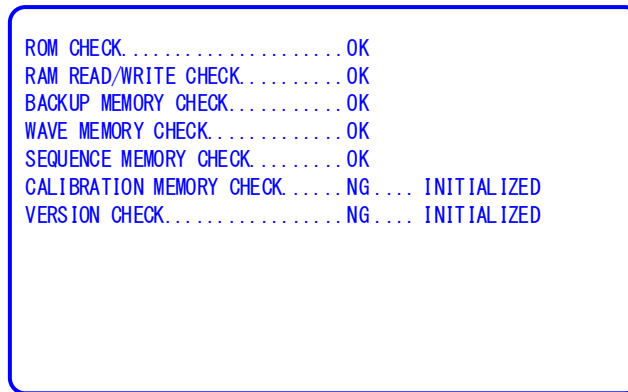 ROM CHECK.....................OK
RAM READ/WRITE CHECK..........OK
BACKUP MEMORY CHECK...........OK
WAVE MEMORY CHECK.............OK
SEQUENCE MEMORY CHECK.........OK
CALIBRATION MEMORY CHECK......NG.... INITIALIZED
VERSION CHECK.................NG.... INITIALIZED